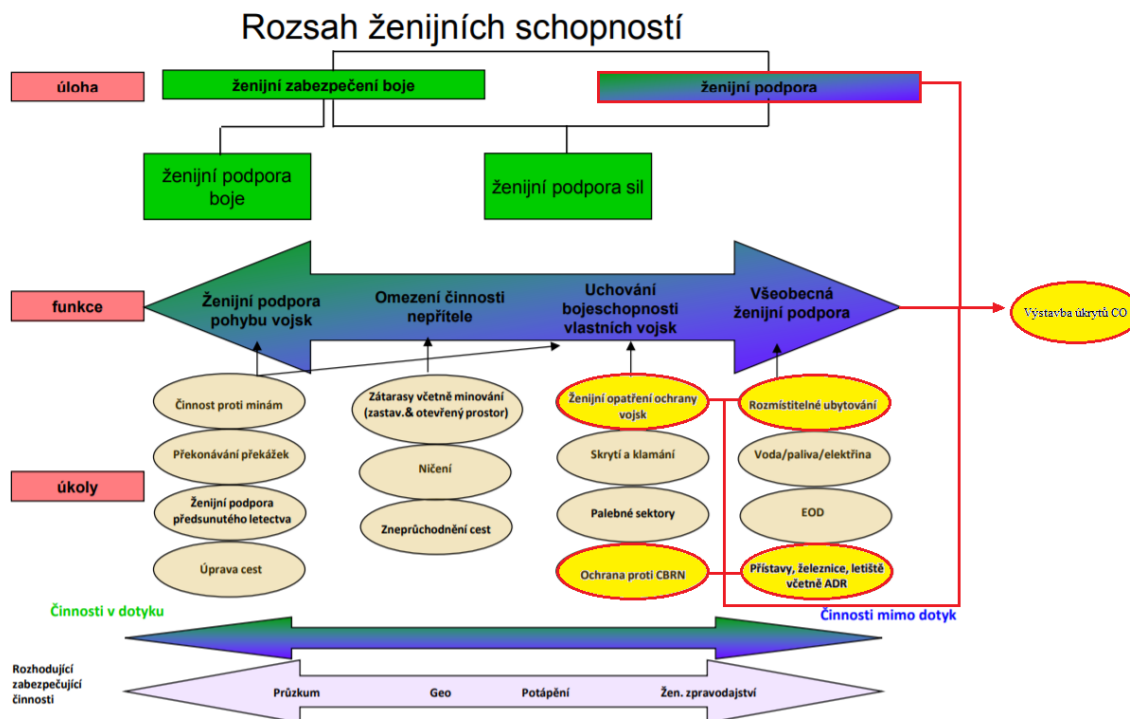 Rozsah ženijních schopností
úloha
ženijní zabezpečení boje
ženijní podpora
ženijní podpora
boje
ženijní podpora sil
funkce
Ženijní podpora
pohybu vojsk
Omezení činnosti
nepřítele
Uchování
bojeschopnosti
vlastních vojsk
Všeobecná
ženijní podpora
Výstavba úkrytů CO
úkoly
Činnost proti minám
Překonávání překážek
Ženijní podpora
předsunutého letectva
Úprava cest
Zátarasy včetně minování
(zastav.& otevřený prostor)
Ničení
Zneprůchodnění cest
Ženijní opatření ochrany
vojsk
Skrytí a klamání
Palebné sektory
Ochrana proti CBRN
Rozmístitelné ubytování
Voda/paliva/elektřina
EOD
Přístavy, železnice, letiště
včetně ADR
Činnosti v dotyku
Činnosti mimo dotyk
Rozhodující
zabezpečující
činnosti
Průzkum
Geo
Potápění
Žen. zpravodajství